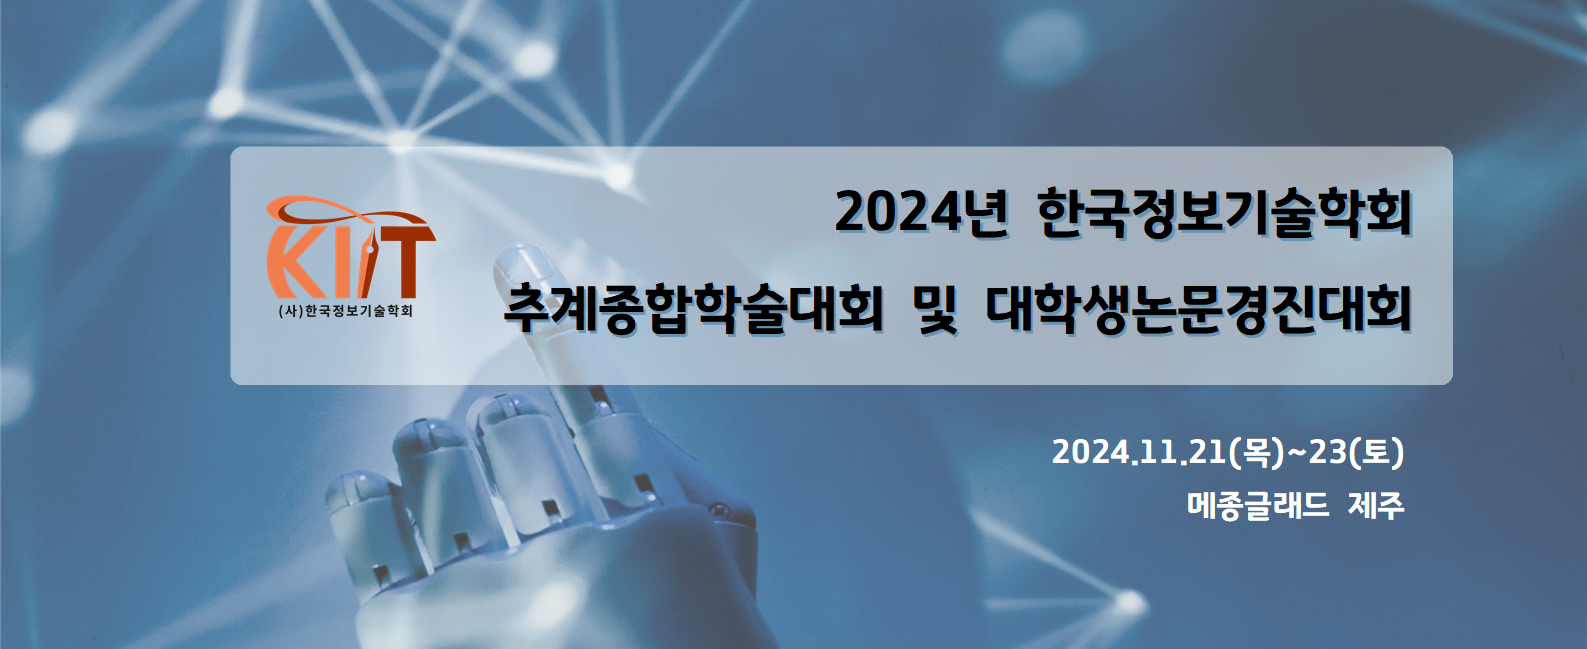 KIIT
(사)한국정보기술학회
2024년 한국정보기술학회
추계종합학술대회 및 대학생논문경진대회
2024.11.21(목)~23(토)
메종글래드 제주